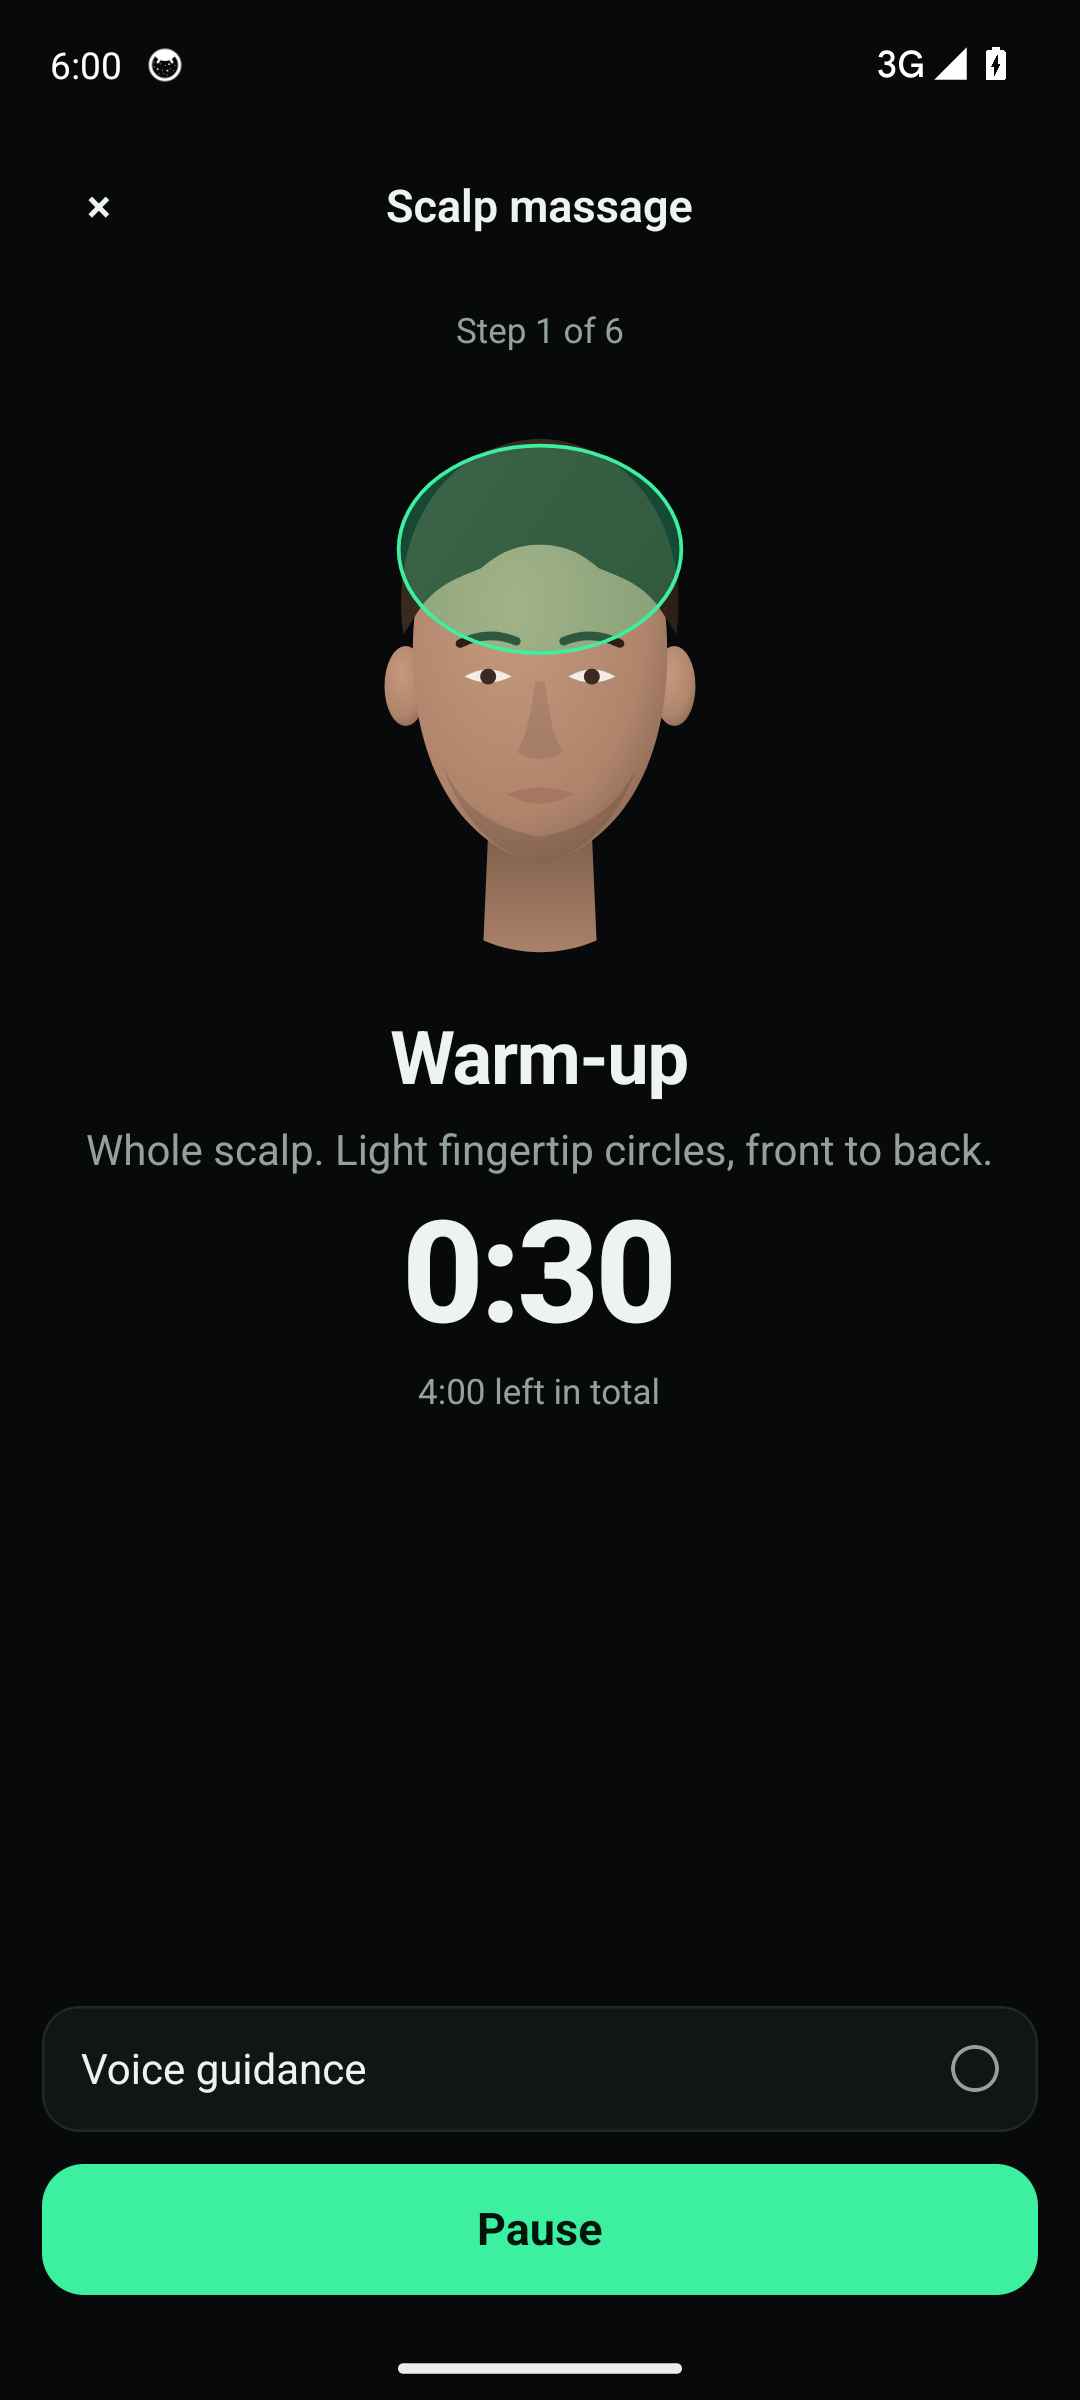 6:00
3G
×
Scalp massage
Step 1 of 6
Warm-up
Whole scalp. Light fingertip circles, front to back.
0:30
4:00 left in total
Voice guidance
Pause